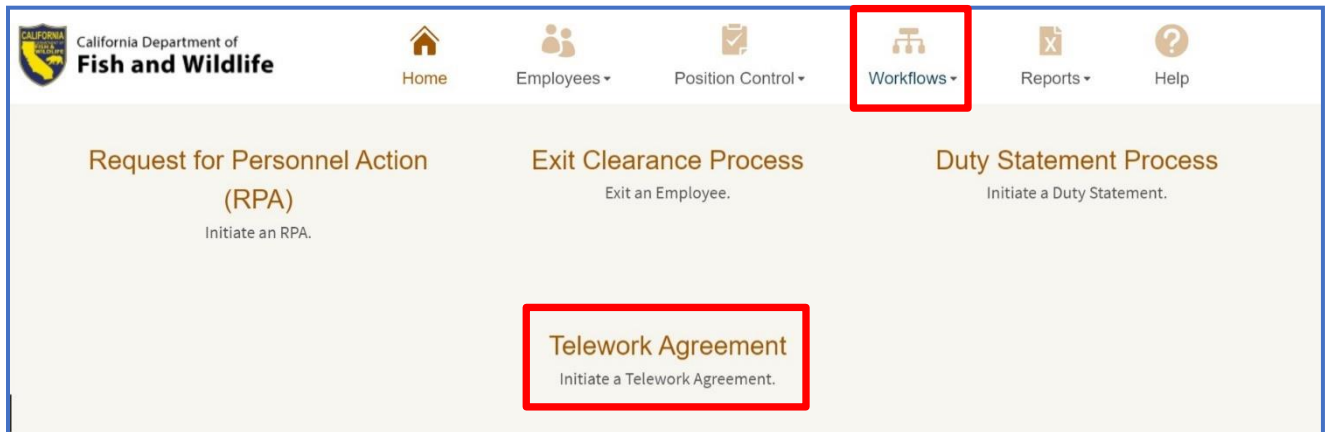 CALIFORNIA
California Department of
Fish and Wildlife
Home
Employees
Position Control
Workflows
Reports
Help
Request for Personnel Action
(RPA)
Initiate an RPA.
Exit Clearance Process
Exit an Employee.
Duty Statement Process
Initiate a Duty Statement.
Telework Agreement
Initiate a Telework Agreement.